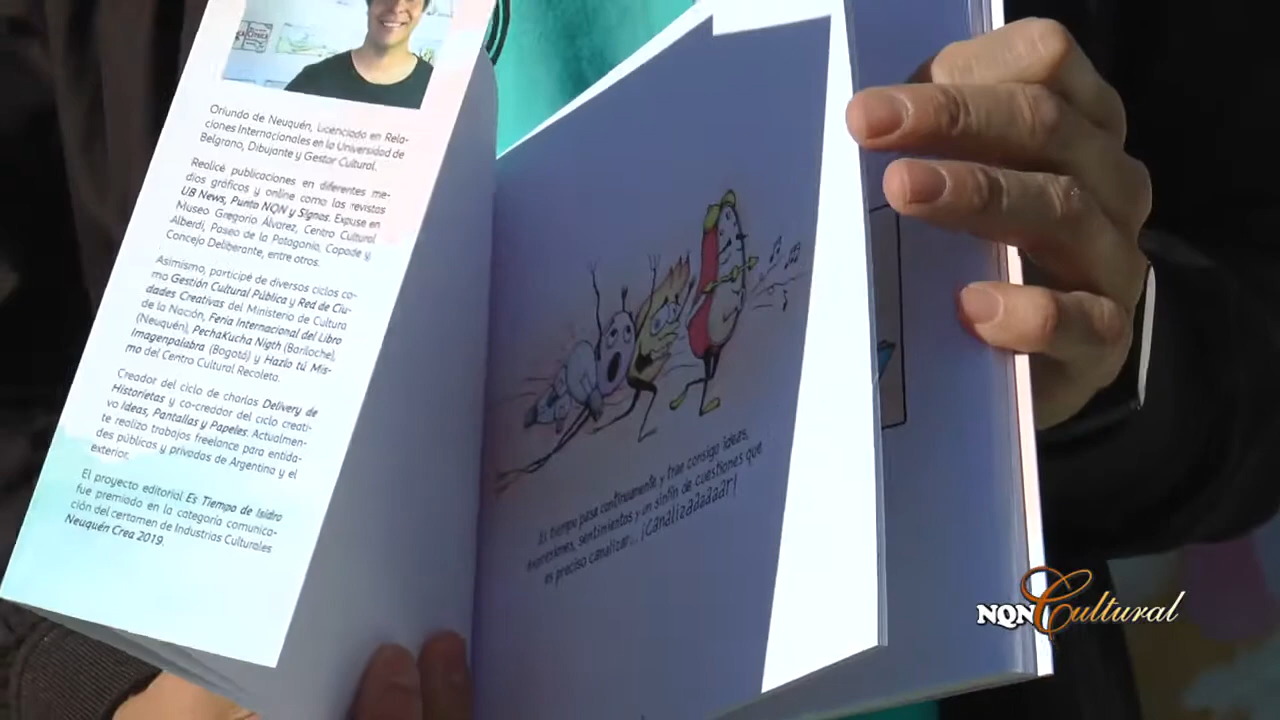 Oriundo de Neuquén, Licenciado en Rela-
ciones Internacionales en la Universidad de
Belgrano, Dibujante y Gestor Cultural.
Realicé publicaciones en diferentes me-
dios gráficos y online como las revistas
UB News, Punto NQN y Signos. Expuse en
Museo Gregorio Álvarez, Centro Cultural
Alberdi, Paseo de la Patagonia, Capade y
Concejo Deliberante, entre otros.
Asimismo, participé de diversos ciclos co-
mo Gestión Cultural Pública y Red de Ciu-
dades Creativas del Ministerio de Cultura
de la Nación, Feria Internacional del Libro
(Neuquén), PechaKucha Nigth (Bariloche),
Imagenpalabra (Bogotá) y Hazlo tú Mis-
mo del Centro Cultural Recoleta.
Creador del ciclo de charlas Delivery de
Historietas y co-creador del ciclo creati-
vo Ideas, Pantallas y Papeles. Actualmen-
te realizo trabajos freelance para entida-
des públicas y privadas de Argentina y el
exterior.
El proyecto editorial Es Tiempo de Isidro
fue premiado en la categoría comunica-
ción del certamen de Industrias Culturales
Neuquén Crea 2019.
El tiempo pasa continuamente y trae consigo ideas,
emociones, sentimientos y un sinfín de cuestiones que
es preciso canalizar... ¡Canalizaaaaaar!
NQN Cultural